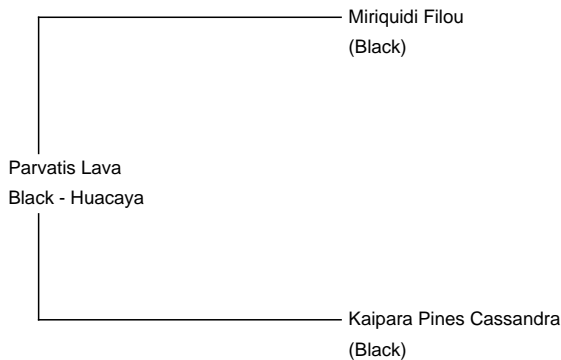 Miriquidi Filou
(Black)
Parvatis Lava
Black - Huacaya
Kaipara Pines Cassandra
(Black)